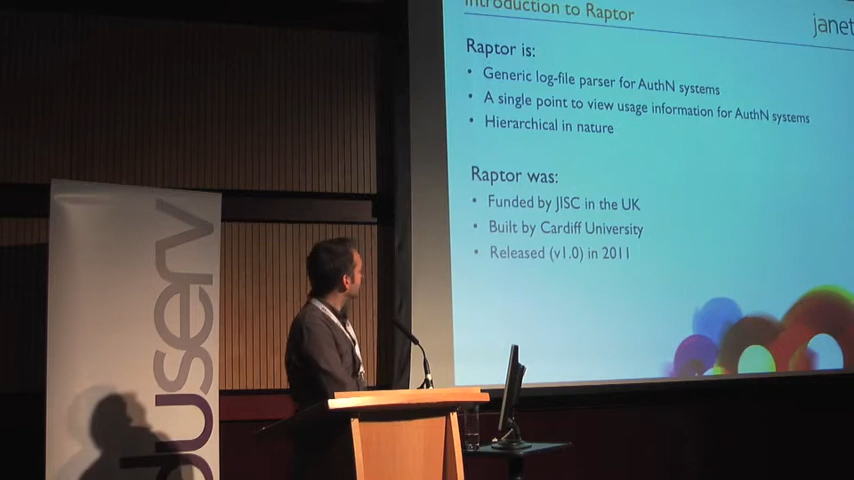 Introduction to Raptor
janet
Raptor is:
• Generic log-file parser for AuthN systems
• A single point to view usage information for AuthN systems
• Hierarchical in nature
Raptor was:
• Funded by JISC in the UK
• Built by Cardiff University
• Released (v1.0) in 2011
duserv